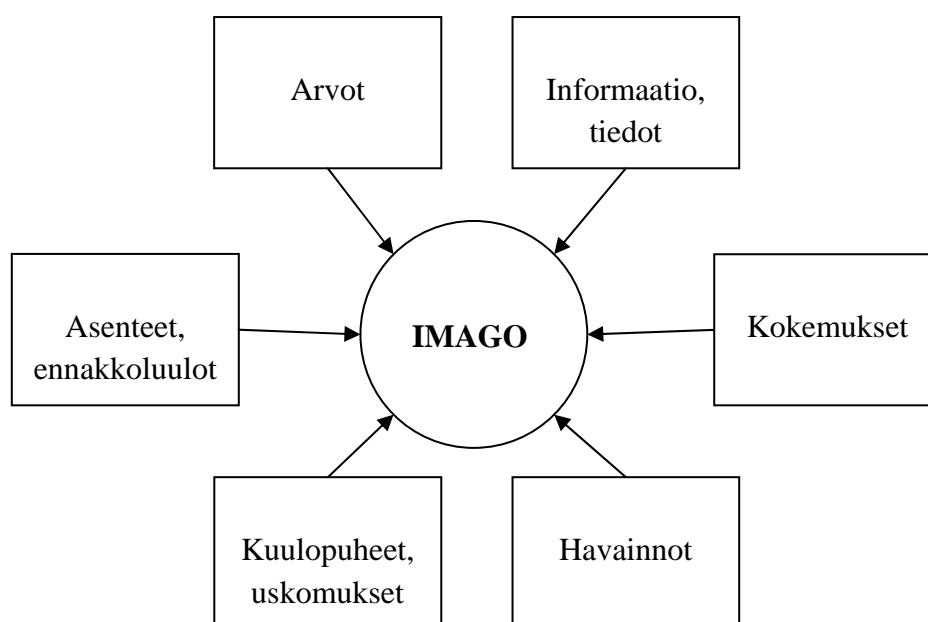 Arvot
Informaatio,
tiedot
Asenteet,
ennakkoluulot
IMAGO
Kokemukset
Kuulopuheet,
uskomukset
Havainnot